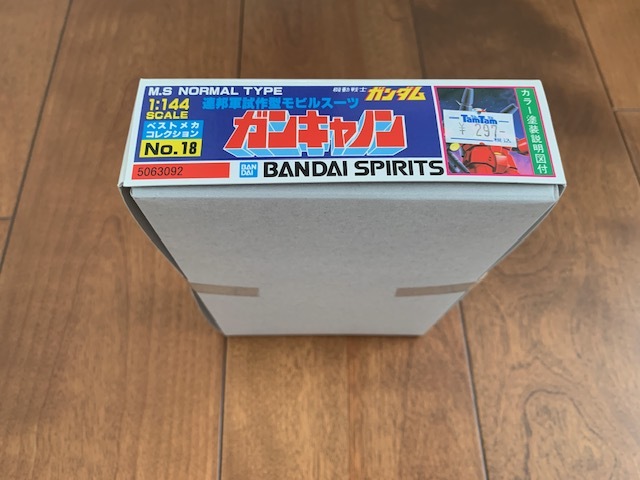 M.S NORMAL TYPE
機動戦士ガンダム
1:144
SCALE
連邦軍試作型モビルスーツ
ベストメカ
コレクション
No.18
ガンキャノン
5063092
BAN
DAI
BANDAI SPIRITS
TamTam
¥ 297-
カラー塗装説明図付